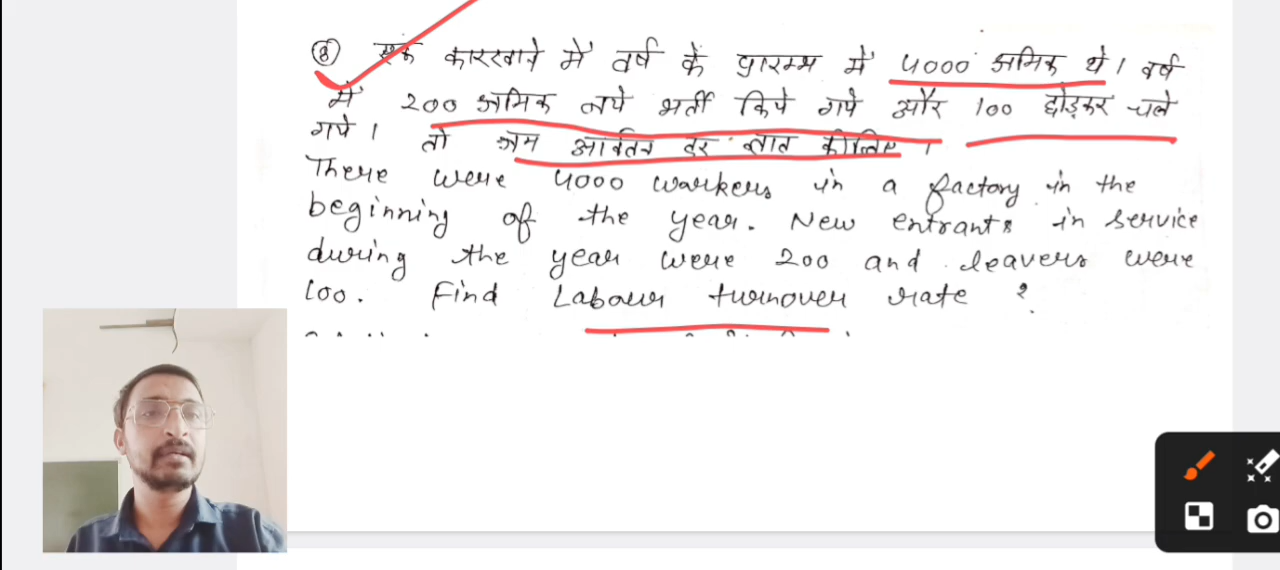 ⑧ एक कारखाने में वर्ष के प्रारम्भ में 4000 श्रमिक थे। वर्ष
में 200 श्रमिक नये भर्ती किये गये और 100 छोड़कर चले
गये। तो श्रम आवर्तन दर ज्ञात कीजिए।
There were 4000 workers in a factory in the
beginning of the year. New entrants in service
during the year were 200 and leavers were
100. Find Labour turnover rate ?